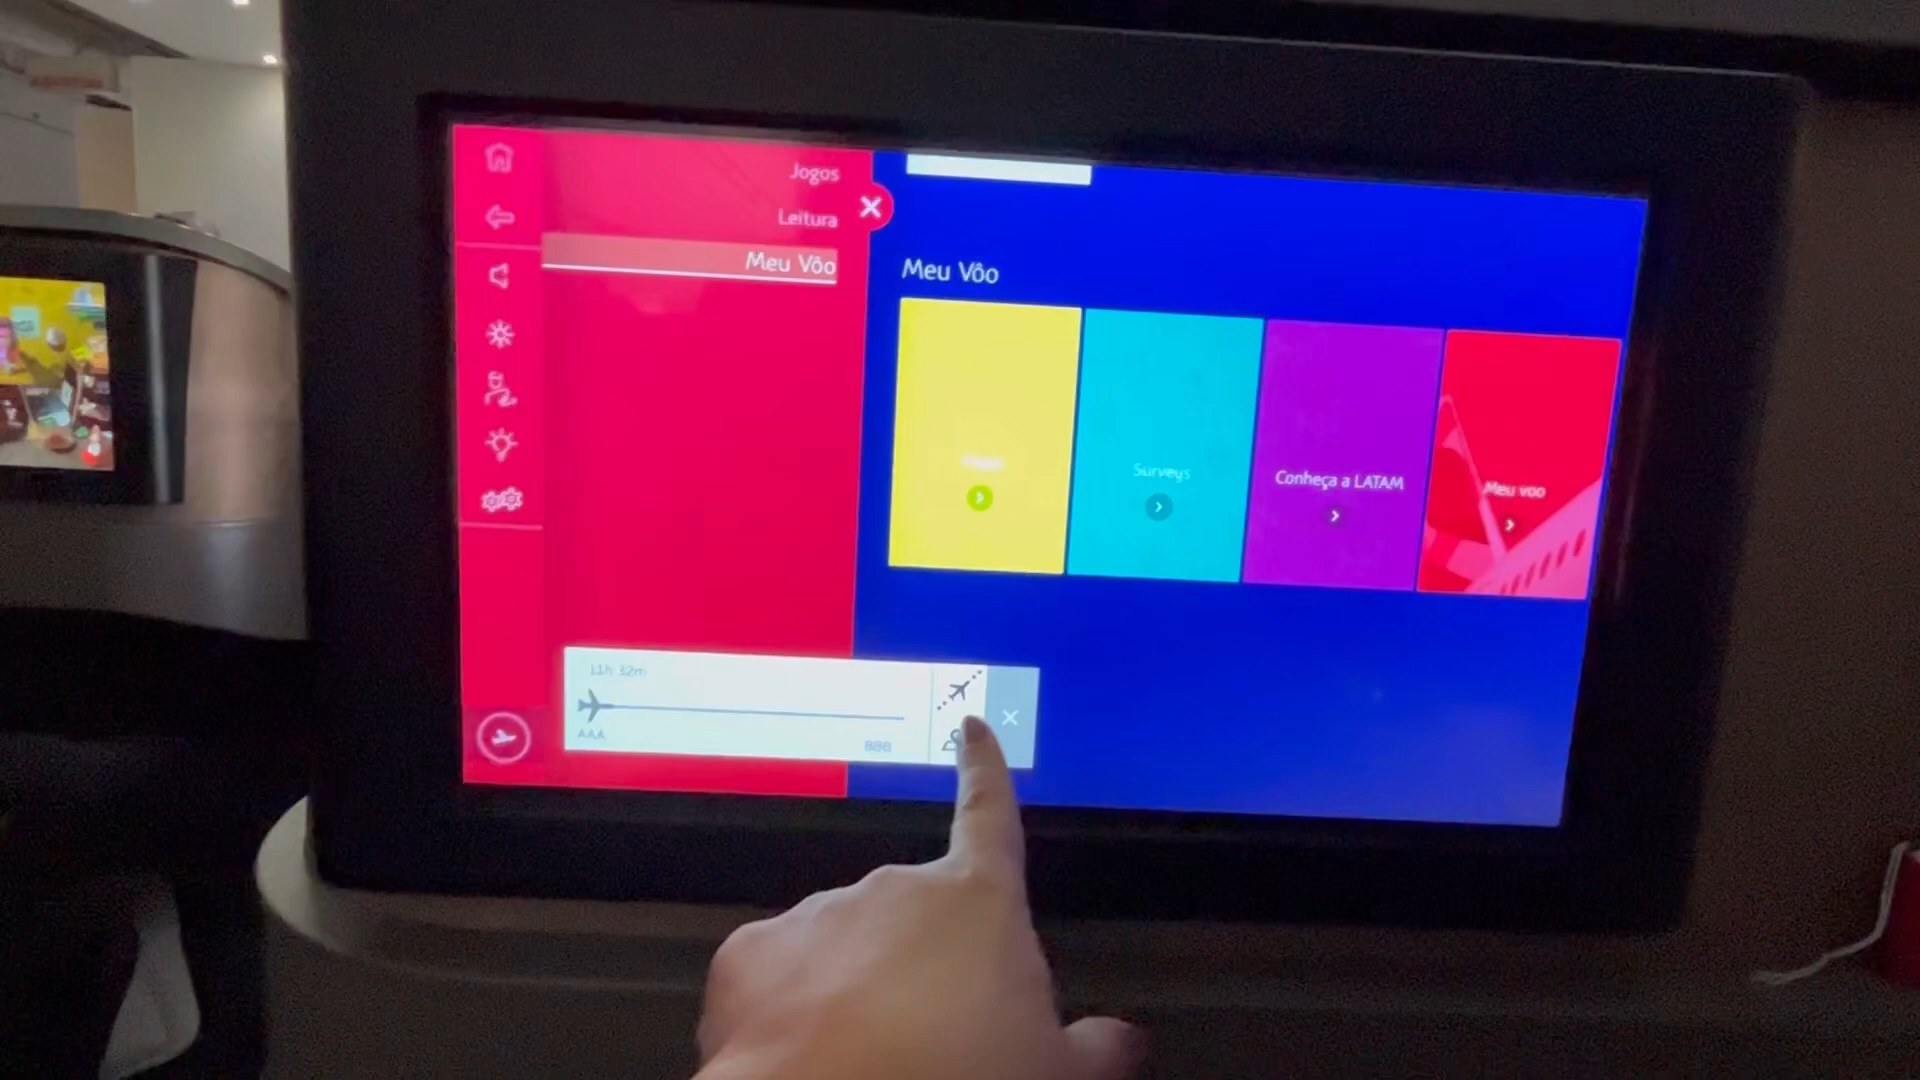 Jogos
Leitura
Meu Vôo
Meu Vôo
Surveys
Conheça a LATAM
Meu voo
11h 32m
AAA
BBB